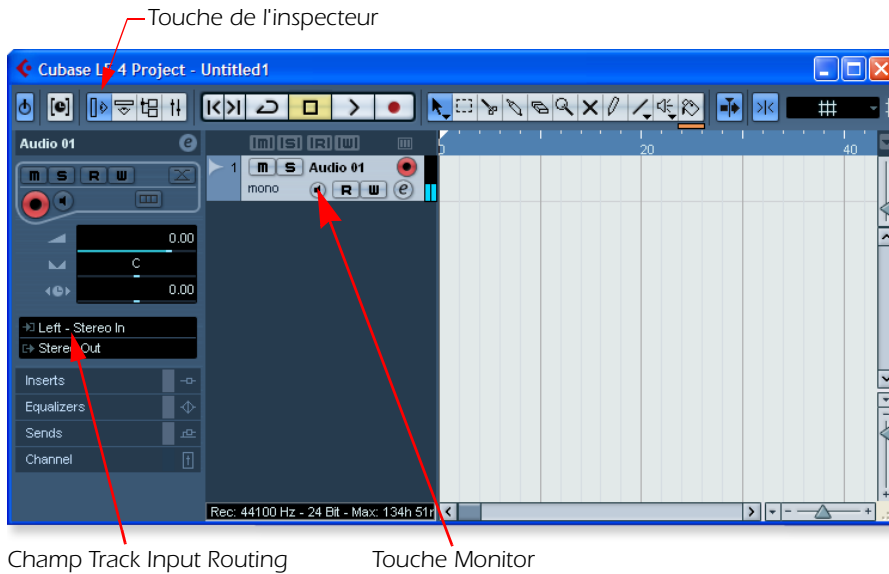 Touche de l'inspecteur
Cubase LE 4 Project - Untitled1
Audio 01 e
m S R W
20 40
m S R W
1 m S Audio 01
mono R W e
0.00
C
0.00
Left - Stereo In
Stereo Out
Inserts
Equalizers
Sends
Channel
Rec: 44100 Hz - 24 Bit - Max: 134h 51
Champ Track Input Routing
Touche Monitor